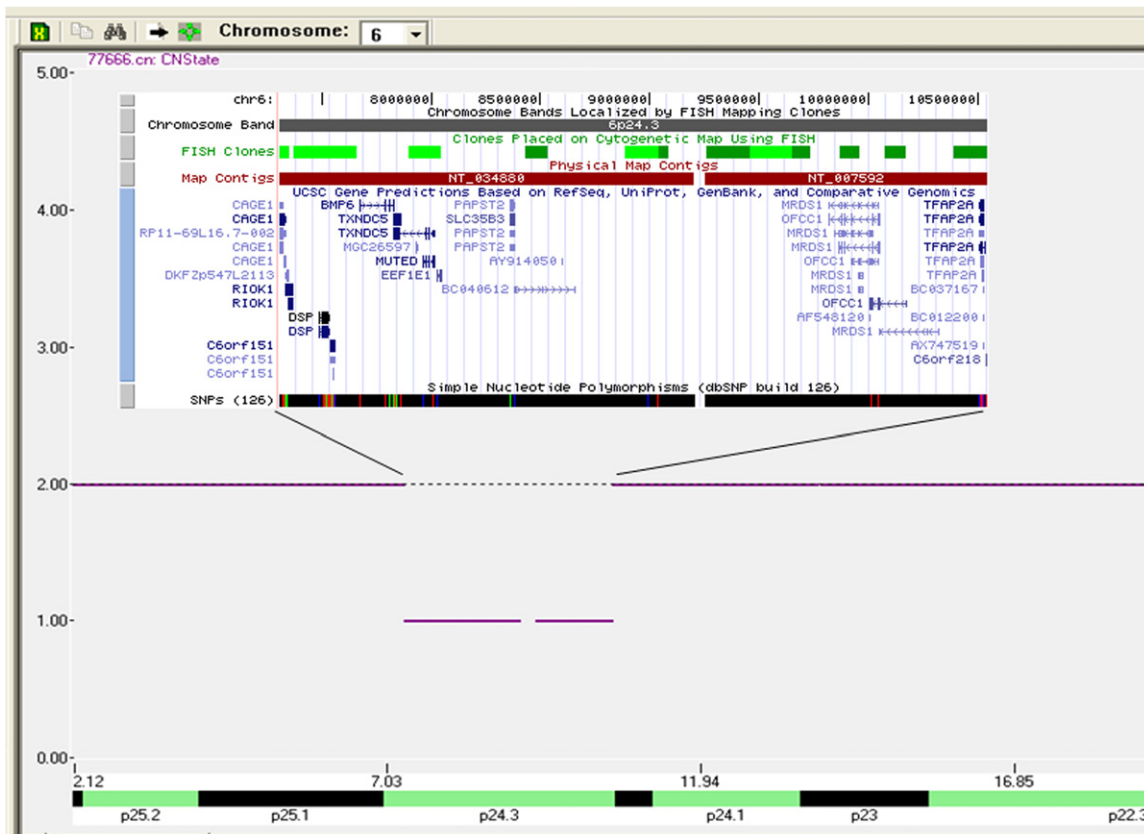 Chromosome: 6
77666.cn: CNState
5.00
chr6: 8000000| 8500000| 9000000| 9500000| 10000000| 10500000|
Chromosome Bands Localized by FISH Mapping Clones
Chromosome Band 6p24.3
Clones Placed on Cytogenetic Map Using FISH
FISH Clones
Physical Map Contigs
Map Contigs NT_034880 NT_007592
UCSC Gene Predictions Based on RefSeq, UniProt, GenBank, and Comparative Genomics
4.00
CAGE1 BMP6 PAPST2 MRDS1 TFAP2A
CAGE1 TXNDC5 SLC35B3 OFCC1 TFAP2A
RP11-69L16.7-002 TXNDC5 PAPST2 MRDS1 TFAP2A
CAGE1 MGC26597 PAPST2 MRDS1 TFAP2A
CAGE1 MUTED AY914050 OFCC1 TFAP2A
DKFZp547L2113 EEF1E1 MRDS1 TFAP2A
RIOK1 BC040612 MRDS1 BC037167
RIOK1 OFCC1
DSP AF548120 BC012200
DSP MRDS1
3.00
C6orf151 AX747519
C6orf151 C6orf218
C6orf151
Simple Nucleotide Polymorphisms (dbSNP build 126)
SNPs (126)
2.00
1.00
0.00
2.12 7.03 11.94 16.85
p25.2 p25.1 p24.3 p24.1 p23 p22.3